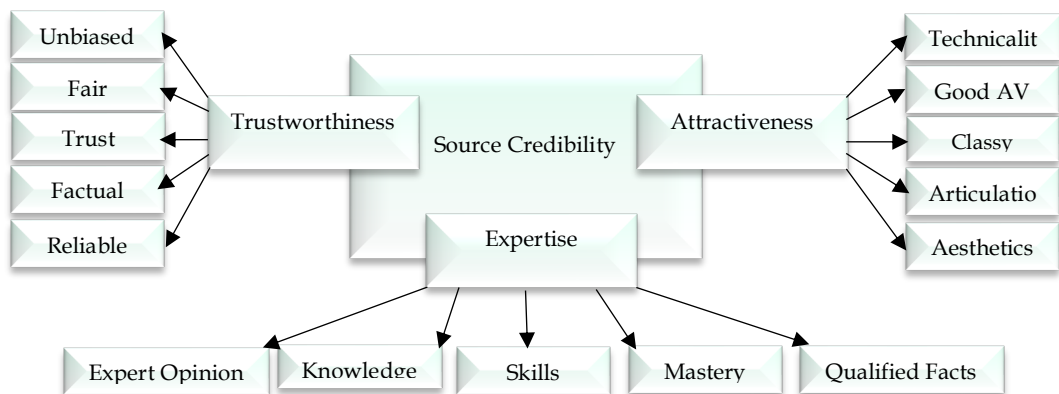 Unbiased
Fair
Trust
Factual
Reliable
Trustworthiness
Source Credibility
Attractiveness
Technicalit
Good AV
Classy
Articulatio
Aesthetics
Expertise
Expert Opinion
Knowledge
Skills
Mastery
Qualified Facts